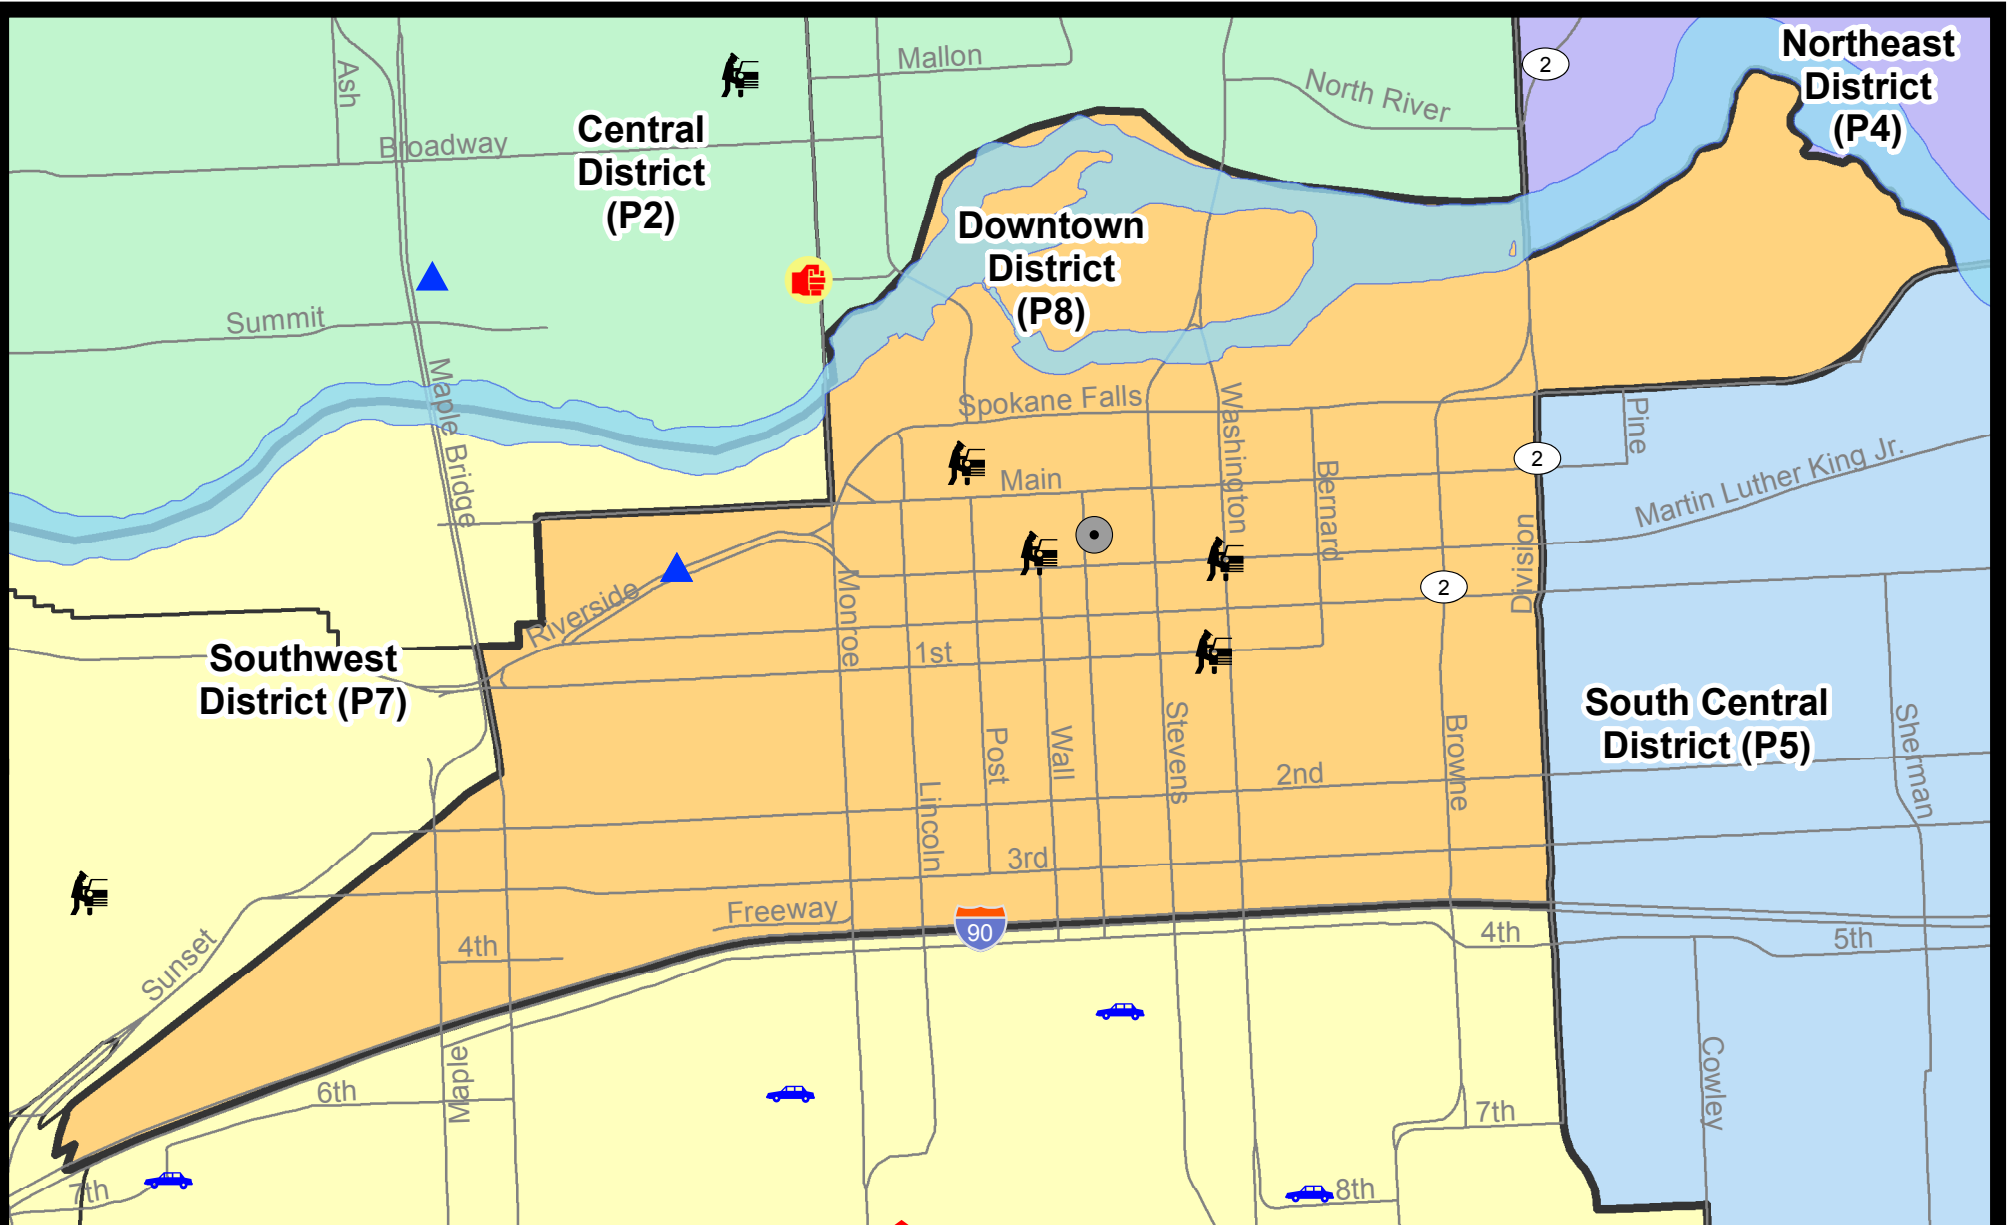 Northeast
District
(P4)
2
Mallon
Ash
North River
Central
District
(P2)
Broadway
Downtown
District
(P8)
Summit
Maple Bridge
Spokane Falls
Washington
Pine
Main
Bernard
2
Martin Luther King Jr.
Division
Riverside
Monroe
2
1st
Southwest
District (P7)
South Central
District (P5)
Stevens
Post
Wall
Browne
Sherman
2nd
Lincoln
3rd
Freeway
90
4th
4th
5th
Sunset
Maple
Cowley
6th
7th
7th
8th